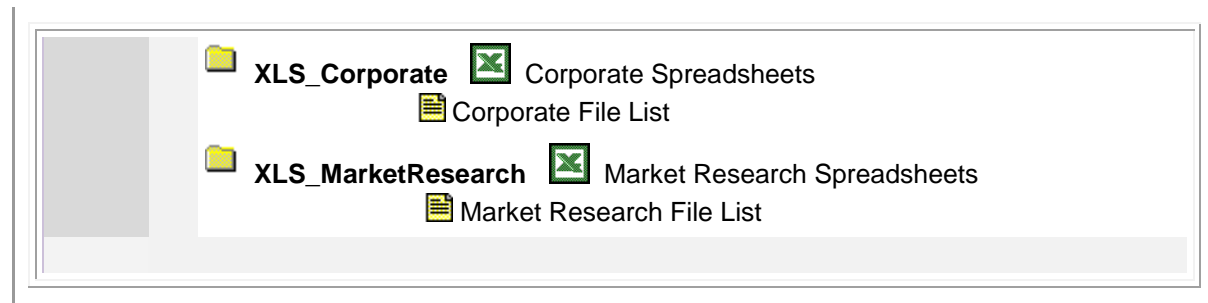 XLS_Corporate Corporate Spreadsheets
Corporate File List
XLS_MarketResearch Market Research Spreadsheets
Market Research File List